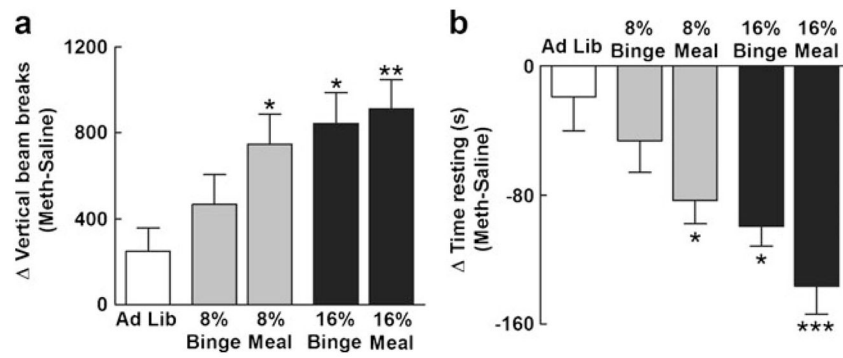 a
1200
800
400
0
Δ Vertical beam breaks
(Meth-Saline)
*
*
**
Ad Lib
8%
Binge
8%
Meal
16%
Binge
16%
Meal
b
Ad Lib
8%
Binge
8%
Meal
16%
Binge
16%
Meal
0
-80
-160
Δ Time resting (s)
(Meth-Saline)
*
*
***